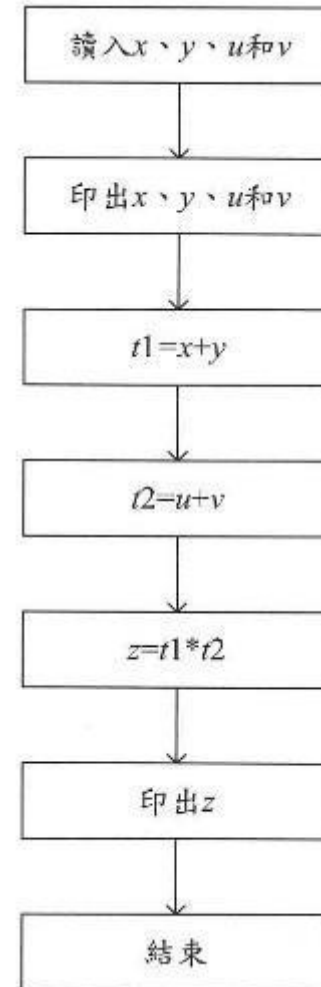 讀入x、y、u和v
印出x、y、u和v
t1=x+y
t2=u+v
z=t1*t2
印出z
結束